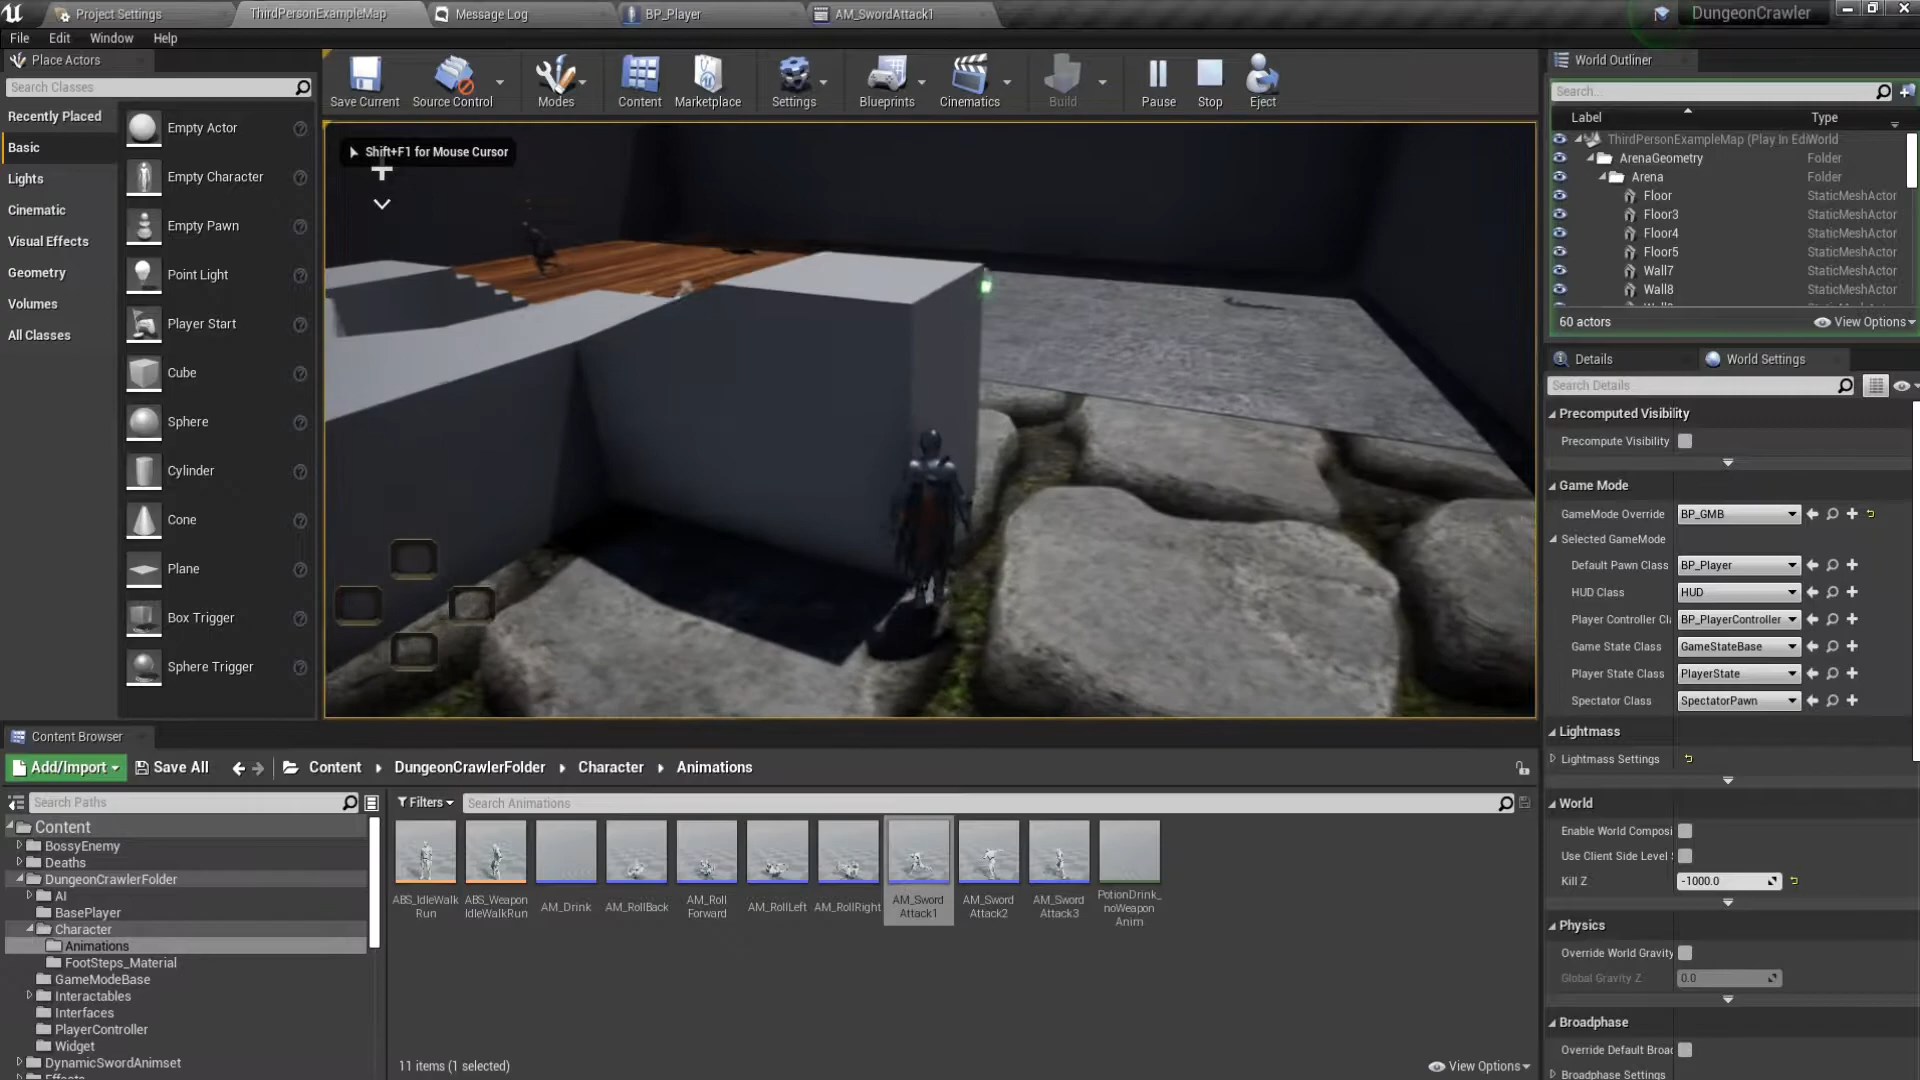 Project Settings
ThirdPersonExampleMap
Message Log
BP_Player
AM_SwordAttack1
DungeonCrawler
File Edit Window Help
Place Actors
Search Classes
Recently Placed
Basic
Lights
Cinematic
Visual Effects
Geometry
Volumes
All Classes
Empty Actor
Empty Character
Empty Pawn
Point Light
Player Start
Cube
Sphere
Cylinder
Cone
Plane
Box Trigger
Sphere Trigger
Save Current
Source Control
Modes
Content
Marketplace
Settings
Blueprints
Cinematics
Build
Pause
Stop
Eject
Shift+F1 for Mouse Cursor
World Outliner
Search...
Label Type
ThirdPersonExampleMap (Play In Edi World
ArenaGeometry Folder
Arena Folder
Floor StaticMeshActor
Floor3 StaticMeshActor
Floor4 StaticMeshActor
Floor5 StaticMeshActor
Wall7 StaticMeshActor
Wall8 StaticMeshActor
60 actors
View Options
Details
World Settings
Search Details
Precomputed Visibility
Precompute Visibility
Game Mode
GameMode Override BP_GMB
Selected GameMode
Default Pawn Class BP_Player
HUD Class HUD
Player Controller Cl BP_PlayerController
Game State Class GameStateBase
Player State Class PlayerState
Spectator Class SpectatorPawn
Lightmass
Lightmass Settings
World
Enable World Composi
Use Client Side Level
Kill Z -1000.0
Physics
Override World Gravity
Global Gravity Z 0.0
Broadphase
Override Default Broad
Broadphase Settings
Content Browser
Add/Import
Save All
Content
DungeonCrawlerFolder
Character
Animations
Search Paths
Filters
Search Animations
Content
BossyEnemy
Deaths
DungeonCrawlerFolder
AI
BasePlayer
Character
Animations
FootSteps_Material
GameModeBase
Interactables
Interfaces
PlayerController
Widget
DynamicSwordAnimset
Effects
ABS_IdleWalk
Run
ABS_Weapon
IdleWalkRun
AM_Drink
AM_RollBack
AM_Roll
Forward
AM_RollLeft
AM_RollRight
AM_Sword
Attack1
AM_Sword
Attack2
AM_Sword
Attack3
PotionDrink_
noWeapon
Anim
11 items (1 selected)
View Options